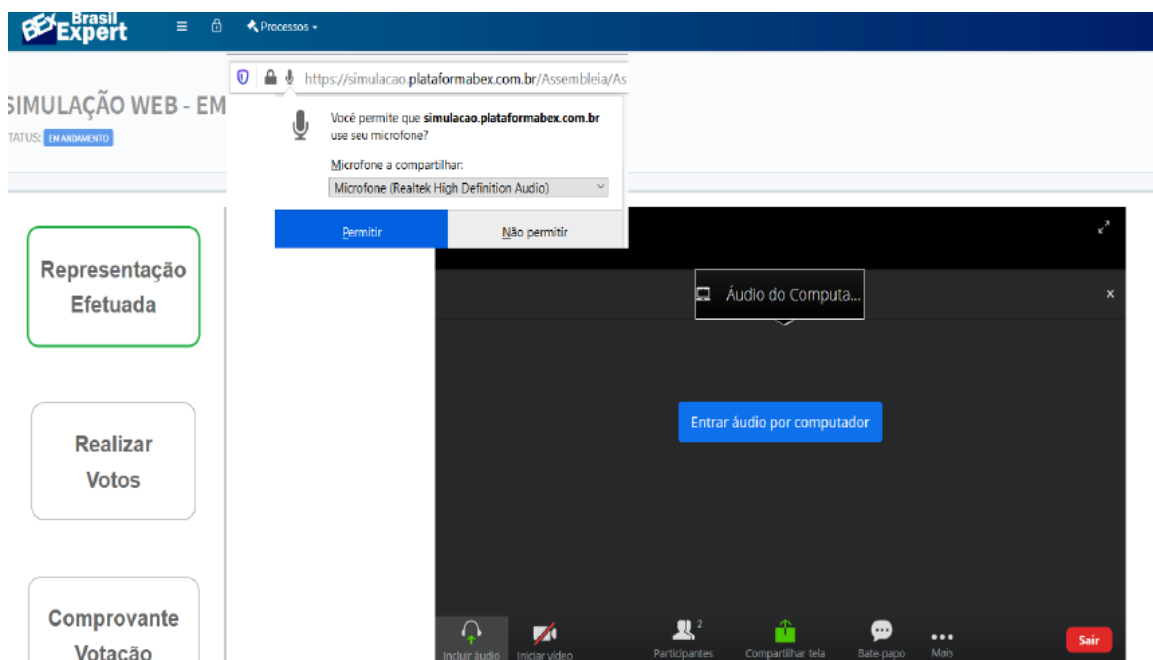 BEX Brasil
Expert
Processos
https://simulacao.plataformabex.com.br/Assembleia/As
SIMULAÇÃO WEB - EM
TATUS: EM ANDAMENTO
Você permite que simulacao.plataformabex.com.br
use seu microfone?
Microfone a compartilhar:
Microfone (Realtek High Definition Audio)
Permitir
Não permitir
Representação
Efetuada
Áudio do Computa...
x
Entrar áudio por computador
Realizar
Votos
Comprovante
Votação
2
Incluir áudio
Iniciar vídeo
Participantes
Compartilhar tela
Bate-papo
Mais
Sair